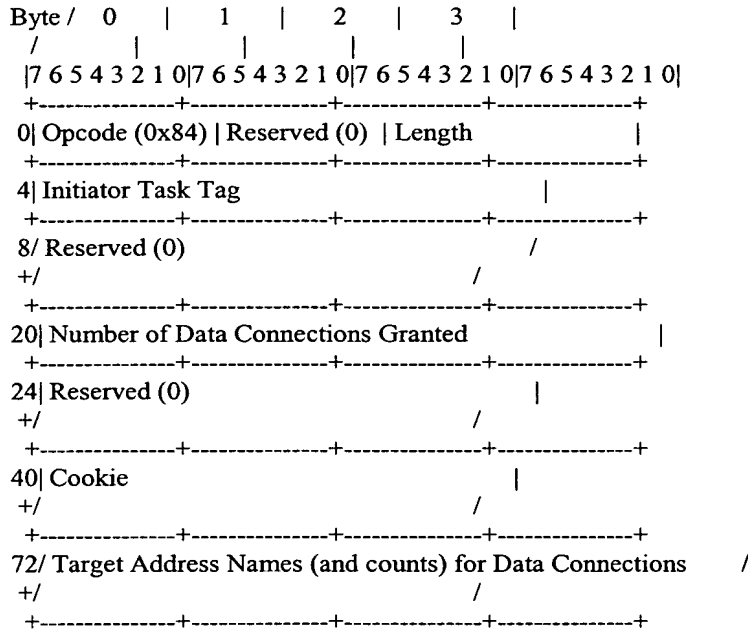 Byte / 0 | 1 | 2 | 3 |
/ | | | |
|7 6 5 4 3 2 1 0|7 6 5 4 3 2 1 0|7 6 5 4 3 2 1 0|7 6 5 4 3 2 1 0|
+---------------+---------------+---------------+---------------+
0| Opcode (0x84) | Reserved (0) | Length |
+---------------+---------------+---------------+---------------+
4| Initiator Task Tag |
+---------------+---------------+---------------+---------------+
8/ Reserved (0) /
+/ /
+---------------+---------------+---------------+---------------+
20| Number of Data Connections Granted |
+---------------+---------------+---------------+---------------+
24| Reserved (0) |
+/ /
+---------------+---------------+---------------+---------------+
40| Cookie |
+/ /
+---------------+---------------+---------------+---------------+
72/ Target Address Names (and counts) for Data Connections /
+/ /
+---------------+---------------+---------------+---------------+